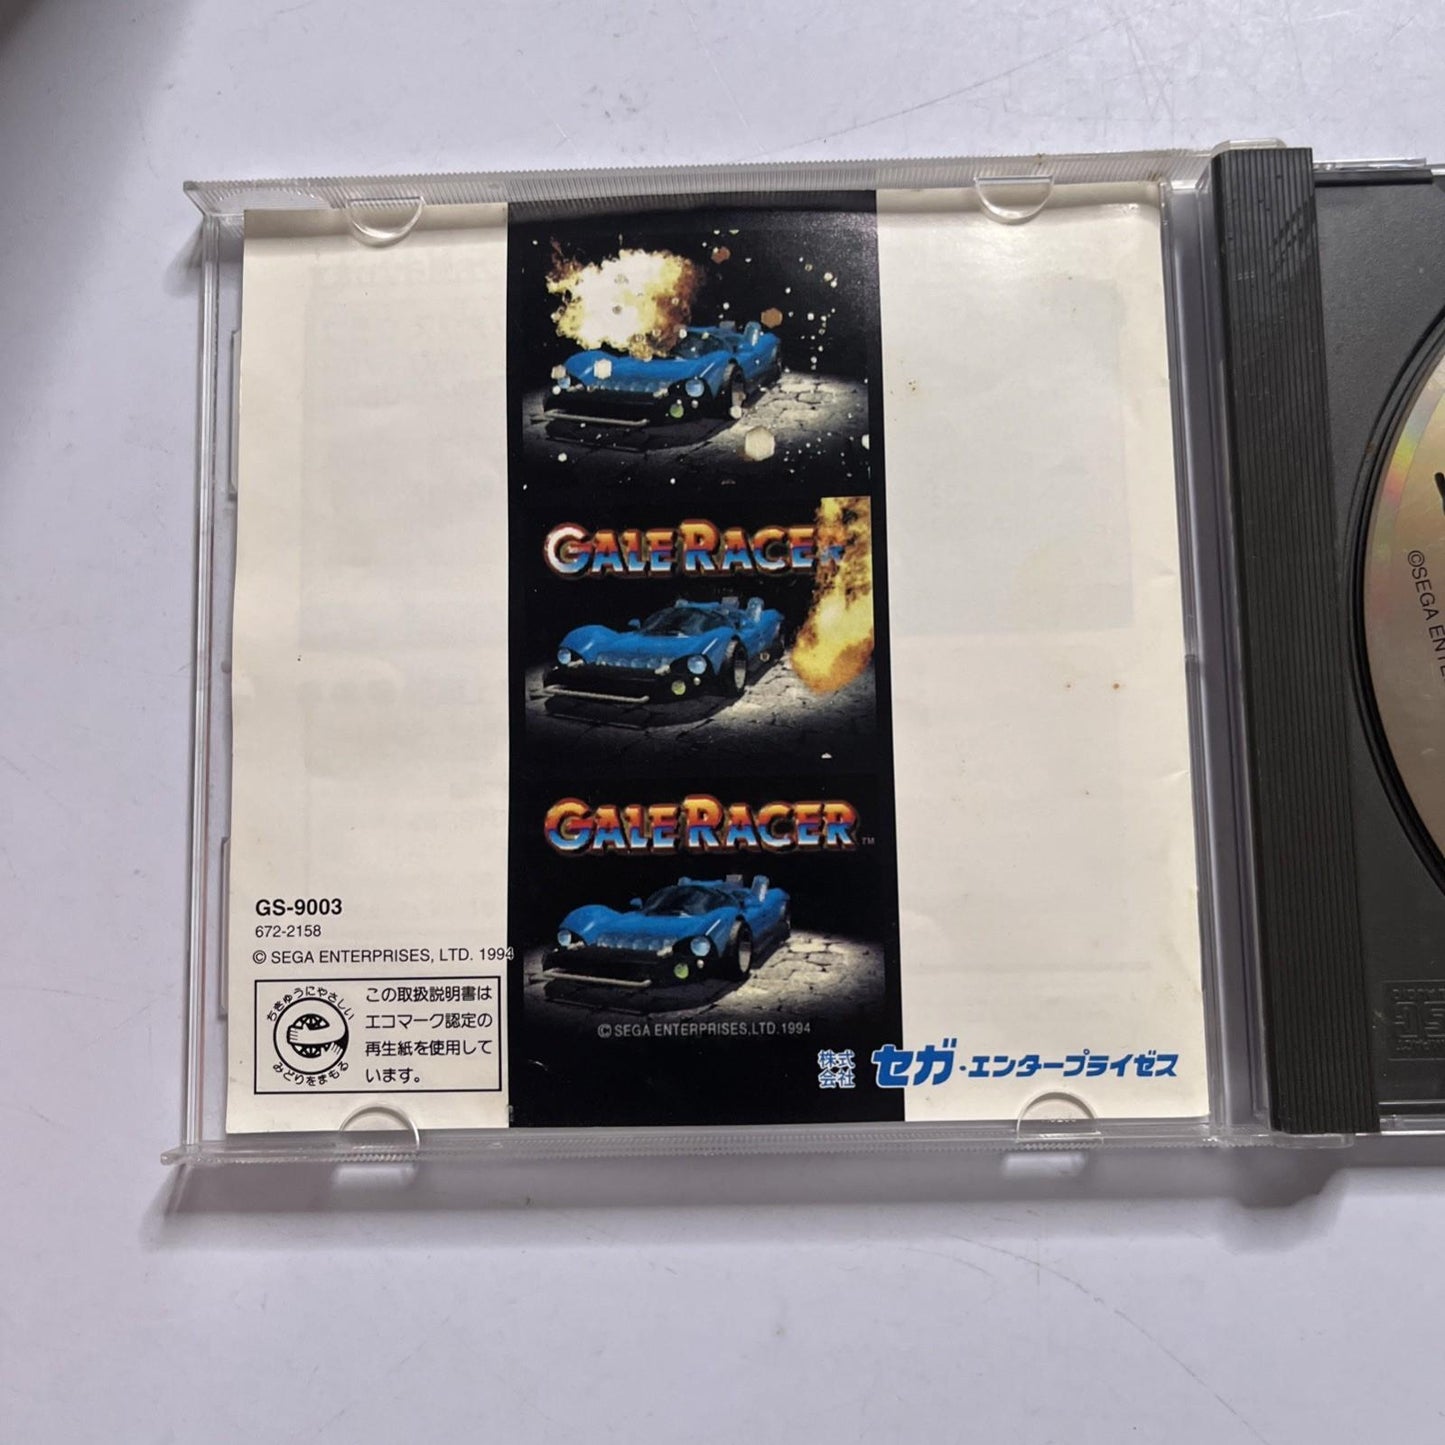 GALE RACER
GALE RACER™
© SEGA ENTERPRISES, LTD. 1994
GS-9003
672-2158
© SEGA ENTERPRISES, LTD. 1994
ちきゅうにやさしい
みどりをまもる
この取扱説明書は
エコマーク認定の
再生紙を使用して
います。
株式会社 セガ・エンタープライゼス
©SEGA ENTE